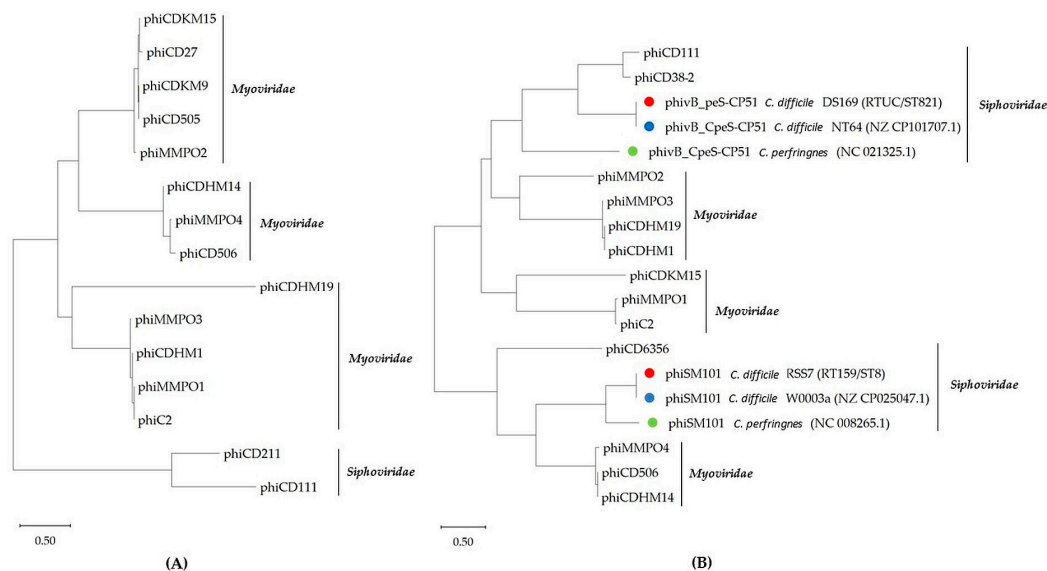 phiCDKM15
phiCD27
phiCDKM9
phiCD505
phiMMPO2
Myoviridae
phiCDHM14
phiMMPO4
phiCD506
Myoviridae
phiCDHM19
phiMMPO3
phiCDHM1
phiMMPO1
phiC2
Myoviridae
phiCD211
phiCD111
Siphoviridae
0.50
(A)
phiCD111
phiCD38-2
phivB_peS-CP51 C. difficile DS169 (RTUC/ST821)
phivB_CpeS-CP51 C. difficile NT64 (NZ CP101707.1)
phivB_CpeS-CP51 C. perfringnes (NC 021325.1)
Siphoviridae
phiMMPO2
phiMMPO3
phiCDHM19
phiCDHM1
Myoviridae
phiCDKM15
phiMMPO1
phiC2
Myoviridae
phiCD6356
phiSM101 C. difficile RSS7 (RT159/ST8)
phiSM101 C. difficile W0003a (NZ CP025047.1)
phiSM101 C. perfringnes (NC 008265.1)
Siphoviridae
phiMMPO4
phiCD506
phiCDHM14
Myoviridae
0.50
(B)